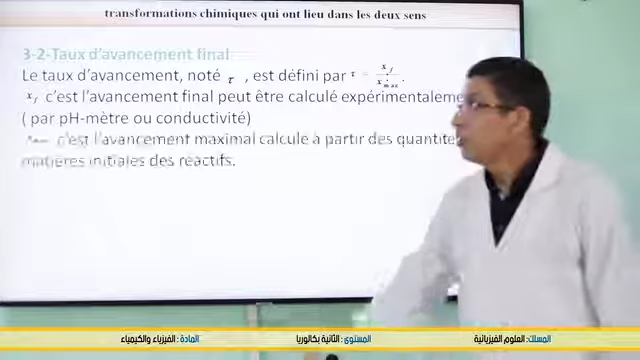 transformations chimiques qui ont lieu dans les deux sens
3-2-Taux d'avancement final
Le taux d'avancement, noté τ , est défini par τ = x_f / x_max .
x_f c'est l'avancement final peut être calculé expérimentaleme
( par pH-mètre ou conductivité)
c'est l'avancement maximal calcule à partir des quantité
matières initiales des réactifs.
المسلك: العلوم الفيزيائية المستوى: الثانية بكالوريا المادة: الفيزياء والكيمياء